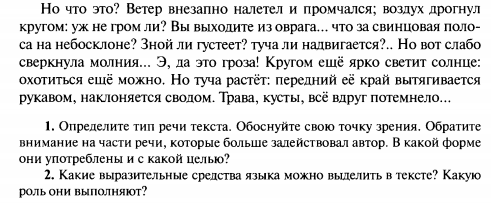 Но что это? Ветер внезапно налетел и промчался; воздух дрогнул
кругом: уж не гром ли? Вы выходите из оврага... что за свинцовая поло-
са на небосклоне? Зной ли густеет? туча ли надвигается?.. Но вот слабо
сверкнула молния... Э, да это гроза! Кругом ещё ярко светит солнце:
охотиться ещё можно. Но туча растёт: передний её край вытягивается
рукавом, наклоняется сводом. Трава, кусты, всё вдруг потемнело...
1. Определите тип речи текста. Обоснуйте свою точку зрения. Обратите
внимание на части речи, которые больше задействовал автор. В какой форме
они употреблены и с какой целью?
2. Какие выразительные средства языка можно выделить в тексте? Какую
роль они выполняют?